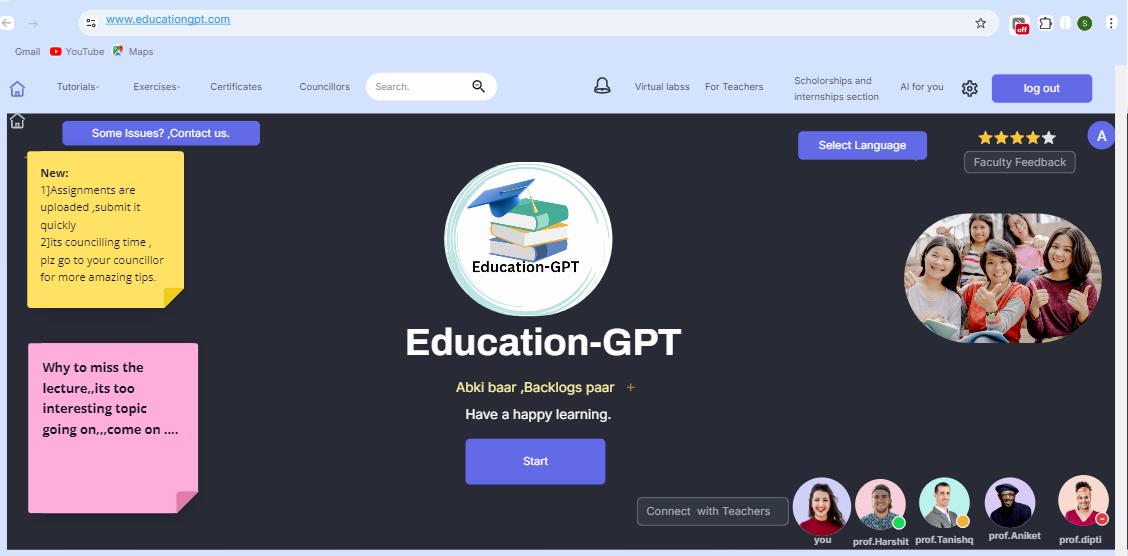 www.educationgpt.com
off
S
Gmail YouTube Maps
Tutorials- Exercises- Certificates Councillors Search. Virtual labss For Teachers Scholorships and internships section AI for you log out
Some Issues? ,Contact us.
Select Language
A
Faculty Feedback
New:
1]Assignments are
uploaded ,submit it
quickly
2]its councilling time ,
plz go to your councillor
for more amazing tips.
Education-GPT
Education-GPT
Why to miss the
lecture,,its too
interesting topic
going on,,,come on ....
Abki baar ,Backlogs paar +
Have a happy learning.
Start
Connect with Teachers
you prof.Harshit prof.Tanishq prof.Aniket prof.dipti